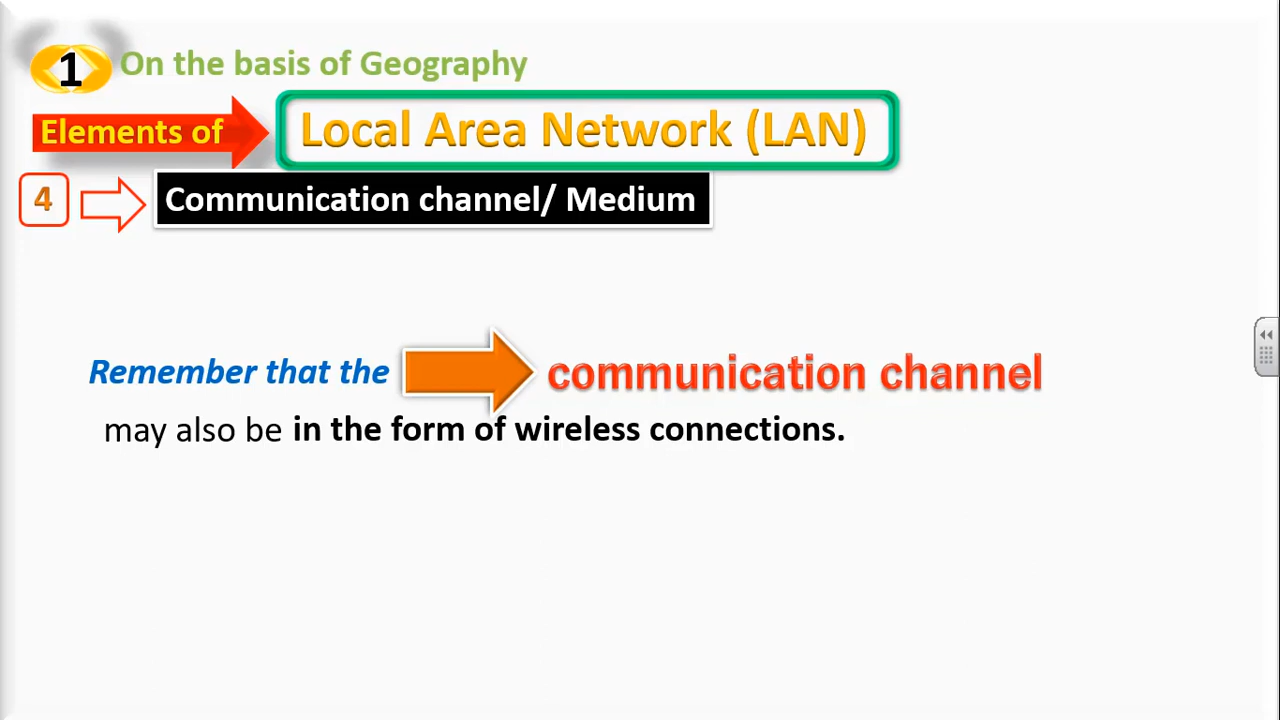 1 On the basis of Geography
Elements of Local Area Network (LAN)
4 Communication channel/ Medium
Remember that the communication channel
may also be in the form of wireless connections.